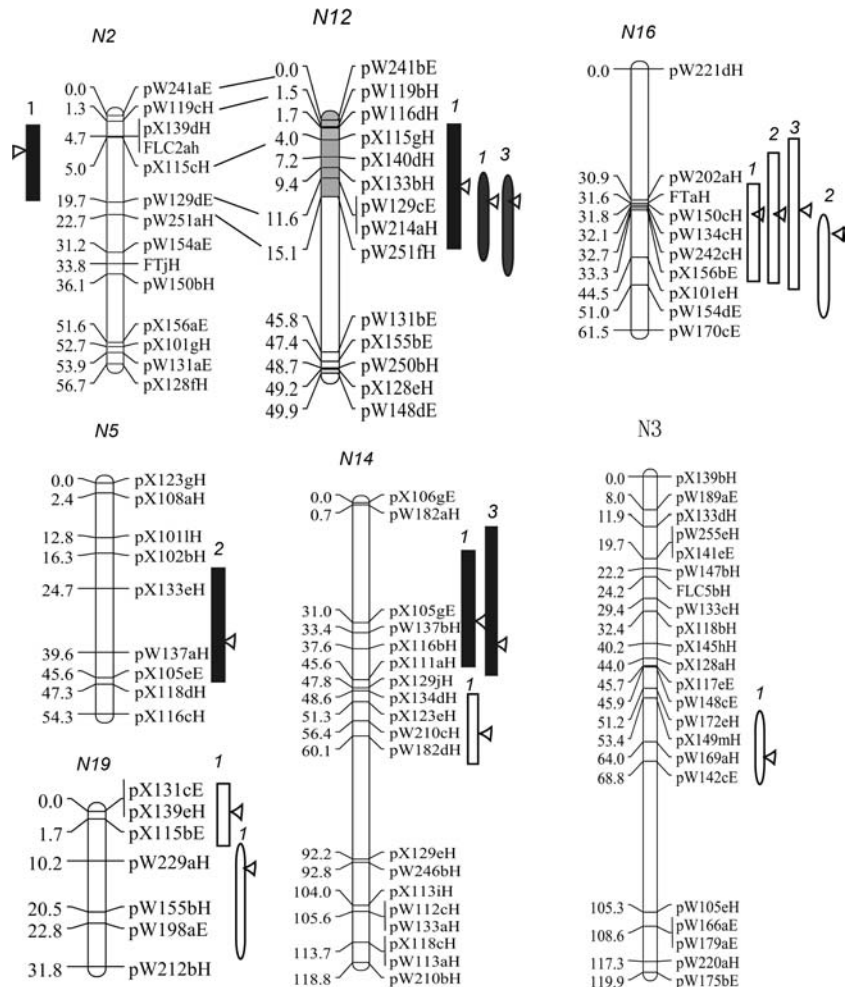 N2
0.0 pW241aE
1.3 pW119cH
4.7 pX139dH
FLC2ah
5.0 pX115cH
19.7 pW129dE
22.7 pW251aH
31.2 pW154aE
33.8 FTjH
36.1 pW150bH
51.6 pX156aE
52.7 pX101gH
53.9 pW131aE
56.7 pX128fH
1
N12
0.0 pW241bE
1.5 pW119bH
1.7 pW116dH
4.0 pX115gH
7.2 pX140dH
9.4 pX133bH
11.6 pW129cE
pW214aH
15.1 pW251fH
45.8 pW131bE
47.4 pX155bE
48.7 pW250bH
49.2 pX128eH
49.9 pW148dE
1
1
3
N16
0.0 pW221dH
30.9 pW202aH
31.6 FTaH
31.8 pW150cH
32.1 pW134cH
32.7 pW242cH
33.3 pX156bE
44.5 pX101eH
51.0 pW154dE
61.5 pW170cE
1
2
3
2
N5
0.0 pX123gH
2.4 pX108aH
12.8 pX101lH
16.3 pX102bH
24.7 pX133eH
39.6 pW137aH
45.6 pX105eE
47.3 pX118dH
54.3 pX116cH
2
N14
0.0 pX106gE
0.7 pW182aH
31.0 pX105gE
33.4 pW137bH
37.6 pX116bH
45.6 pX111aH
47.8 pX129jH
48.6 pX134dH
51.3 pX123eH
56.4 pW210cH
60.1 pW182dH
92.2 pX129eH
92.8 pW246bH
104.0 pX113iH
105.6 pW112cH
pW133aH
113.7 pX118cH
pW113aH
118.8 pW210bH
1
3
1
N3
0.0 pX139bH
8.0 pW189aE
11.9 pX133dH
19.7 pW255eH
pX141eE
22.2 pW147bH
24.2 FLC5bH
29.4 pW133cH
32.4 pX118bH
40.2 pX145hH
44.0 pX128aH
45.7 pX117eE
45.9 pW148cE
51.2 pW172eH
53.4 pX149mH
64.0 pW169aH
68.8 pW142cE
105.3 pW105eH
108.6 pW166aE
pW179aE
117.3 pW220aH
119.9 pW175bE
1
N19
0.0 pX131cE
pX139eH
1.7 pX115bE
10.2 pW229aH
20.5 pW155bH
22.8 pW198aE
31.8 pW212bH
1
1